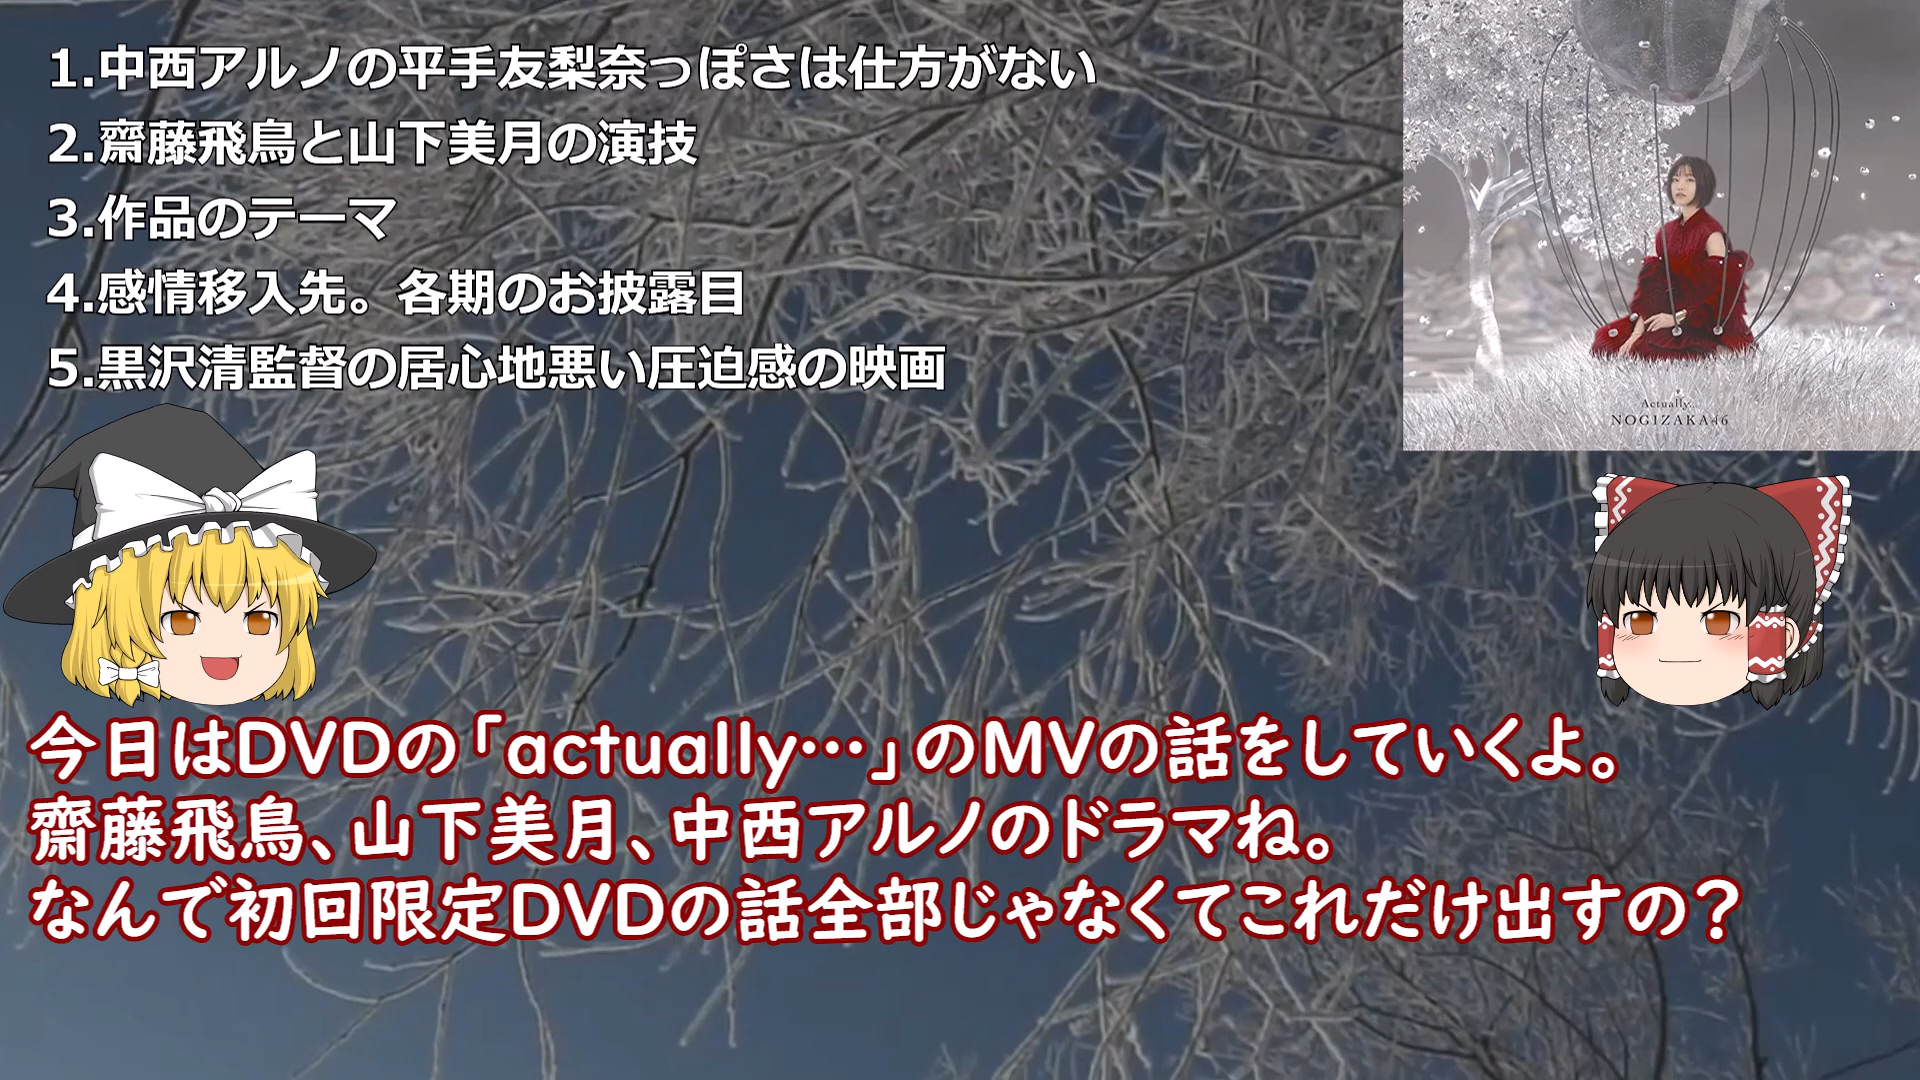 1.中西アルノの平手友梨奈っぽさは仕方がない
2.齋藤飛鳥と山下美月の演技
3.作品のテーマ
4.感情移入先。各期のお披露目
5.黒沢清監督の居心地悪い圧迫感の映画
Actually...
NOGIZAKA46
今日はDVDの「actually…」のMVの話をしていくよ。
齋藤飛鳥、山下美月、中西アルノのドラマね。
なんで初回限定DVDの話全部じゃなくてこれだけ出すの？